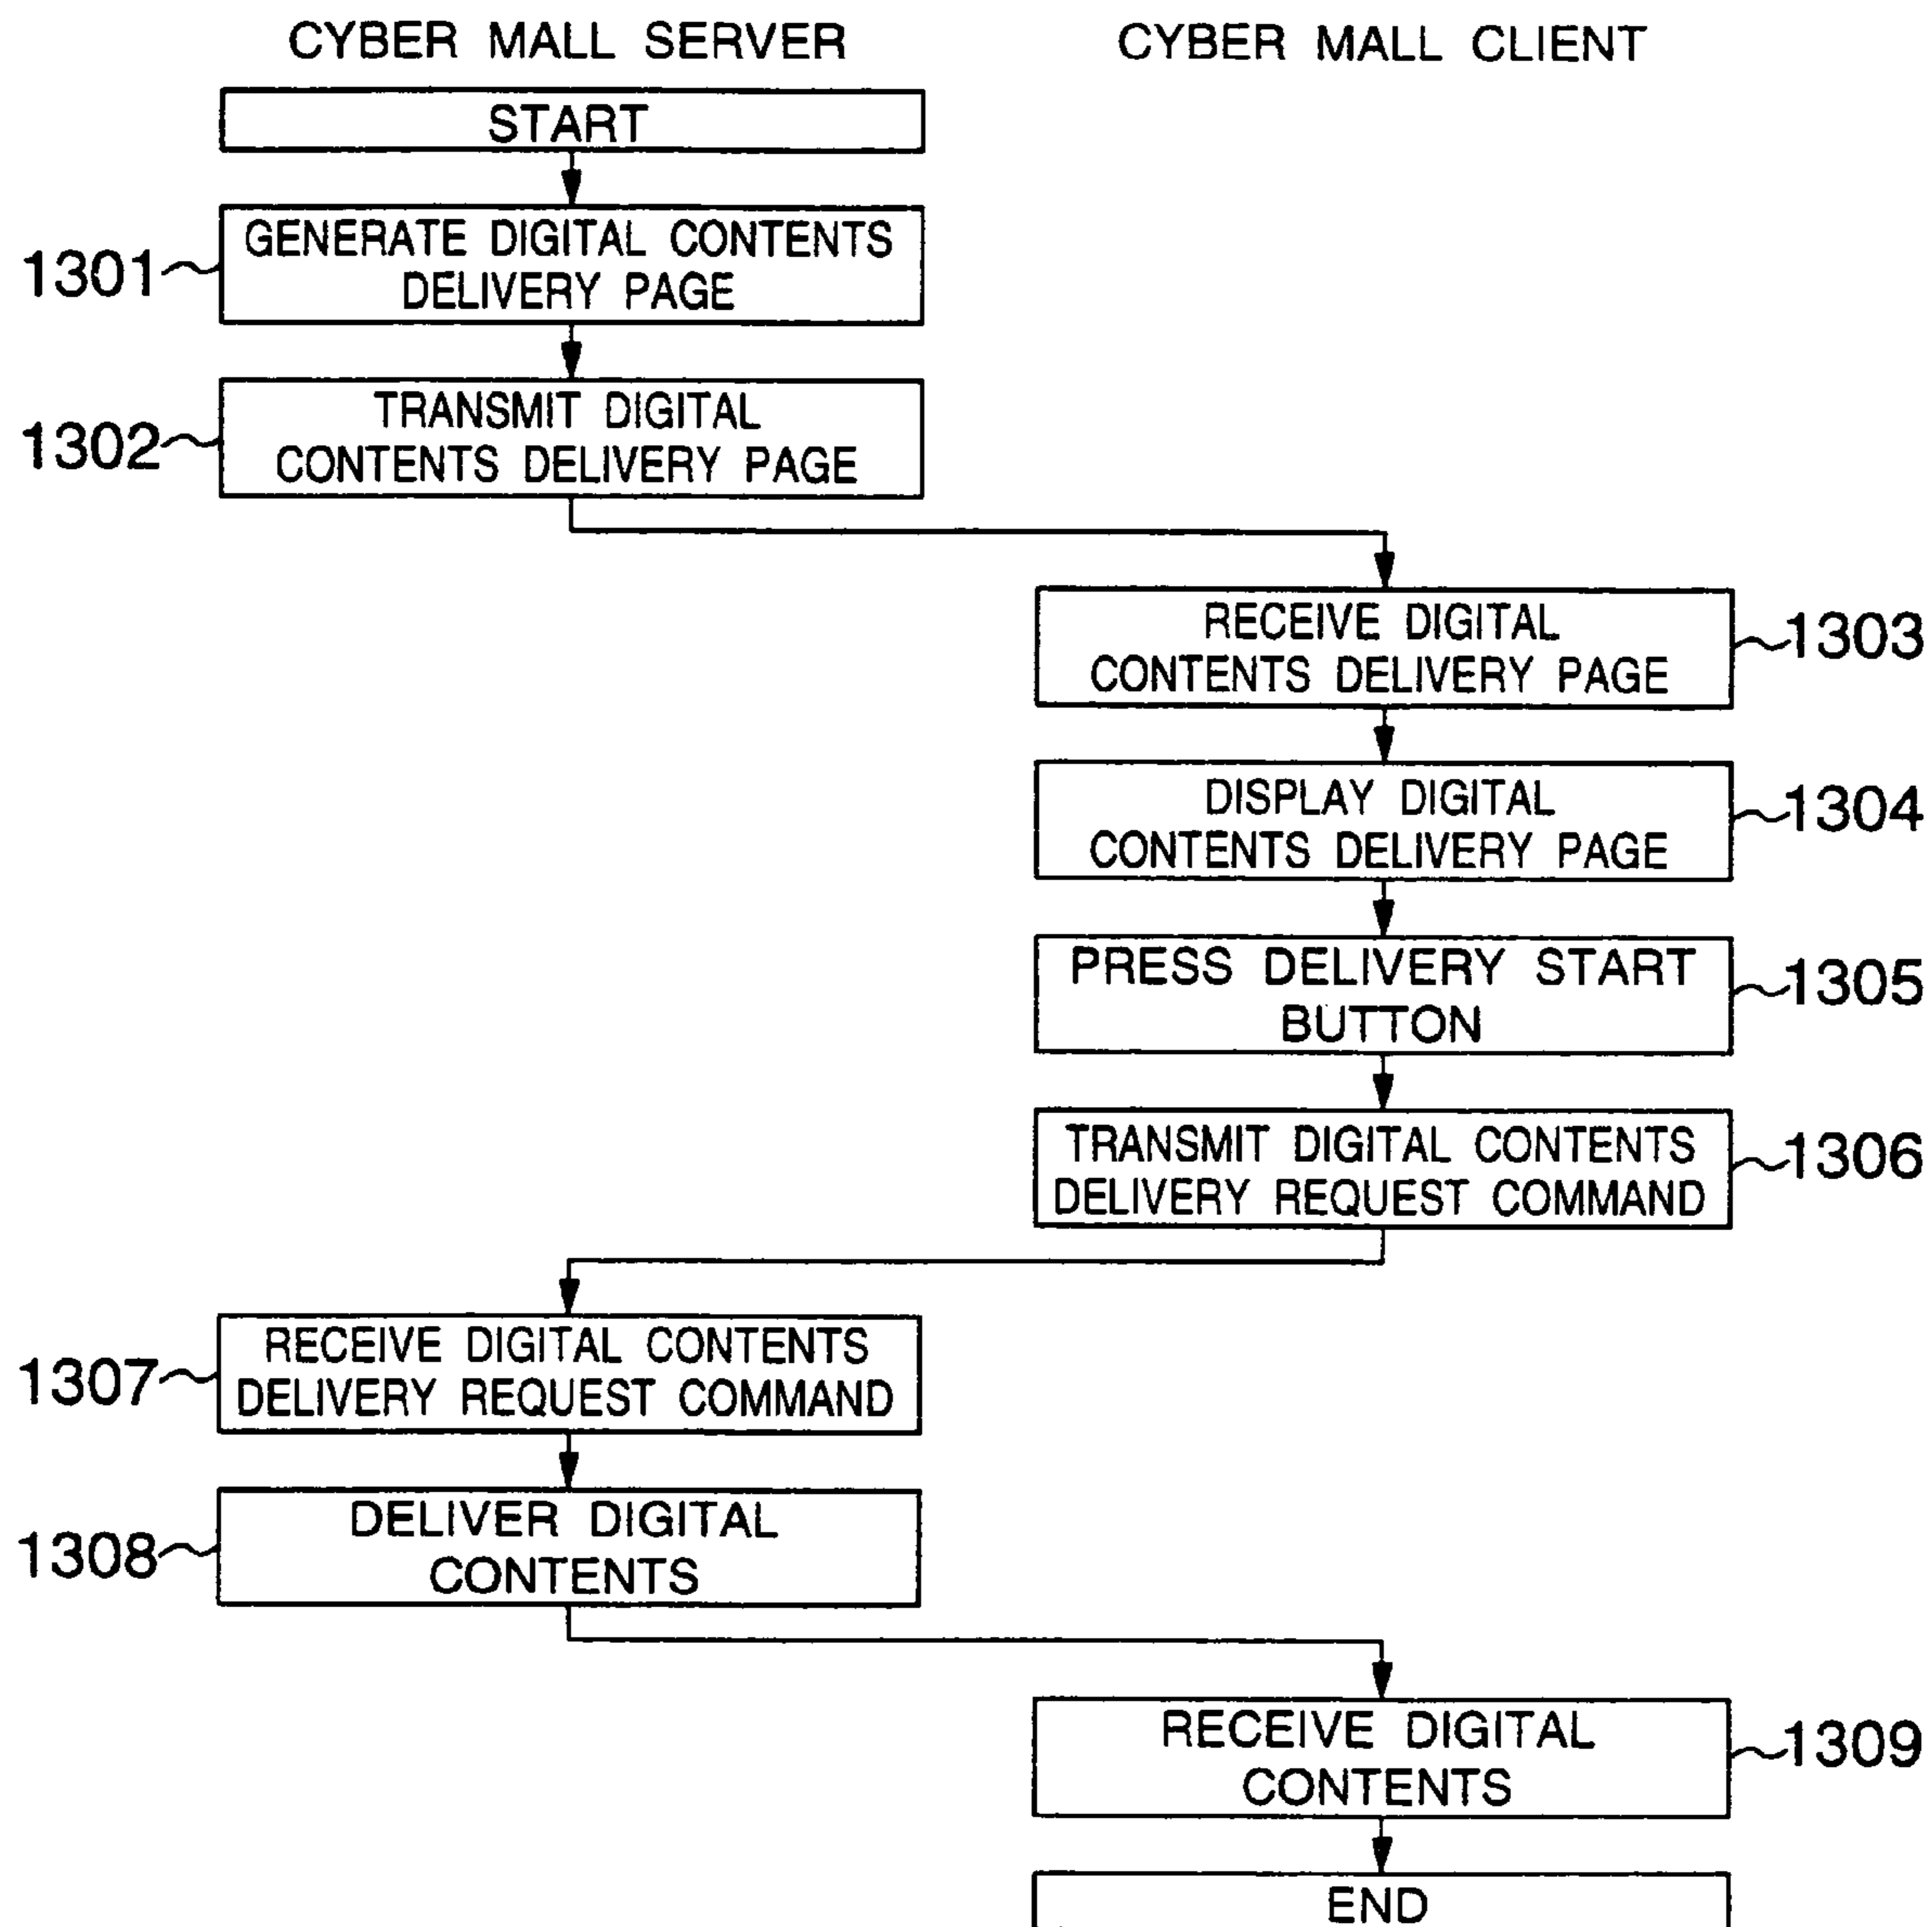 CYBER MALL SERVER
CYBER MALL CLIENT
START
1301
GENERATE DIGITAL CONTENTS
DELIVERY PAGE
1302
TRANSMIT DIGITAL
CONTENTS DELIVERY PAGE
RECEIVE DIGITAL
CONTENTS DELIVERY PAGE
1303
DISPLAY DIGITAL
CONTENTS DELIVERY PAGE
1304
PRESS DELIVERY START
BUTTON
1305
TRANSMIT DIGITAL CONTENTS
DELIVERY REQUEST COMMAND
1306
1307
RECEIVE DIGITAL CONTENTS
DELIVERY REQUEST COMMAND
1308
DELIVER DIGITAL
CONTENTS
RECEIVE DIGITAL
CONTENTS
1309
END